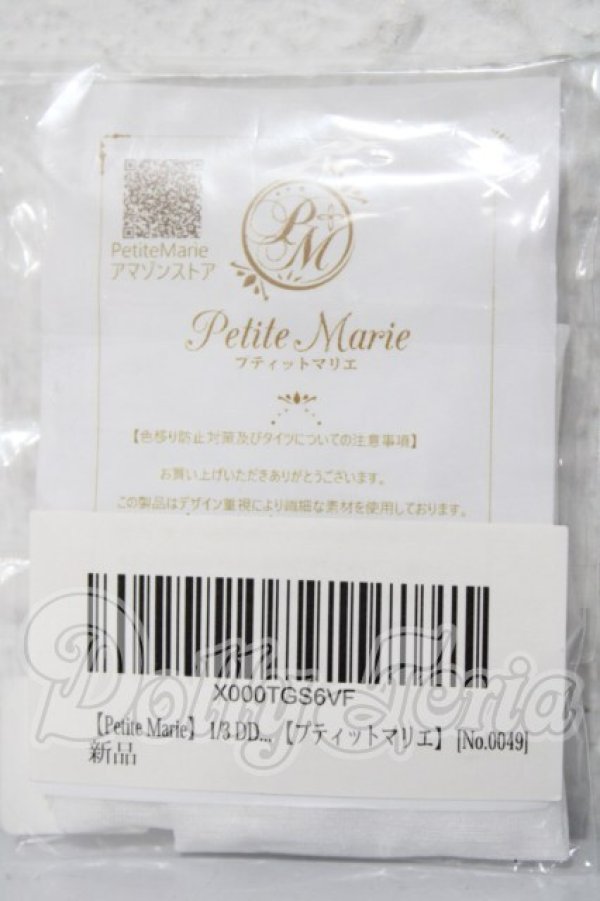 PM
PetiteMarie
アマゾンストア
Petite Marie
プティットマリエ
【色移り防止対策及びタイツについての注意事項】
お買い上げいただきありがとうございます。
この製品はデザイン重視により繊細な素材を使用しております。
X000TGS6VF
【Petite Marie】 1/3 DD...【プティットマリエ】 [No.0049]
新品
Dolly Teria